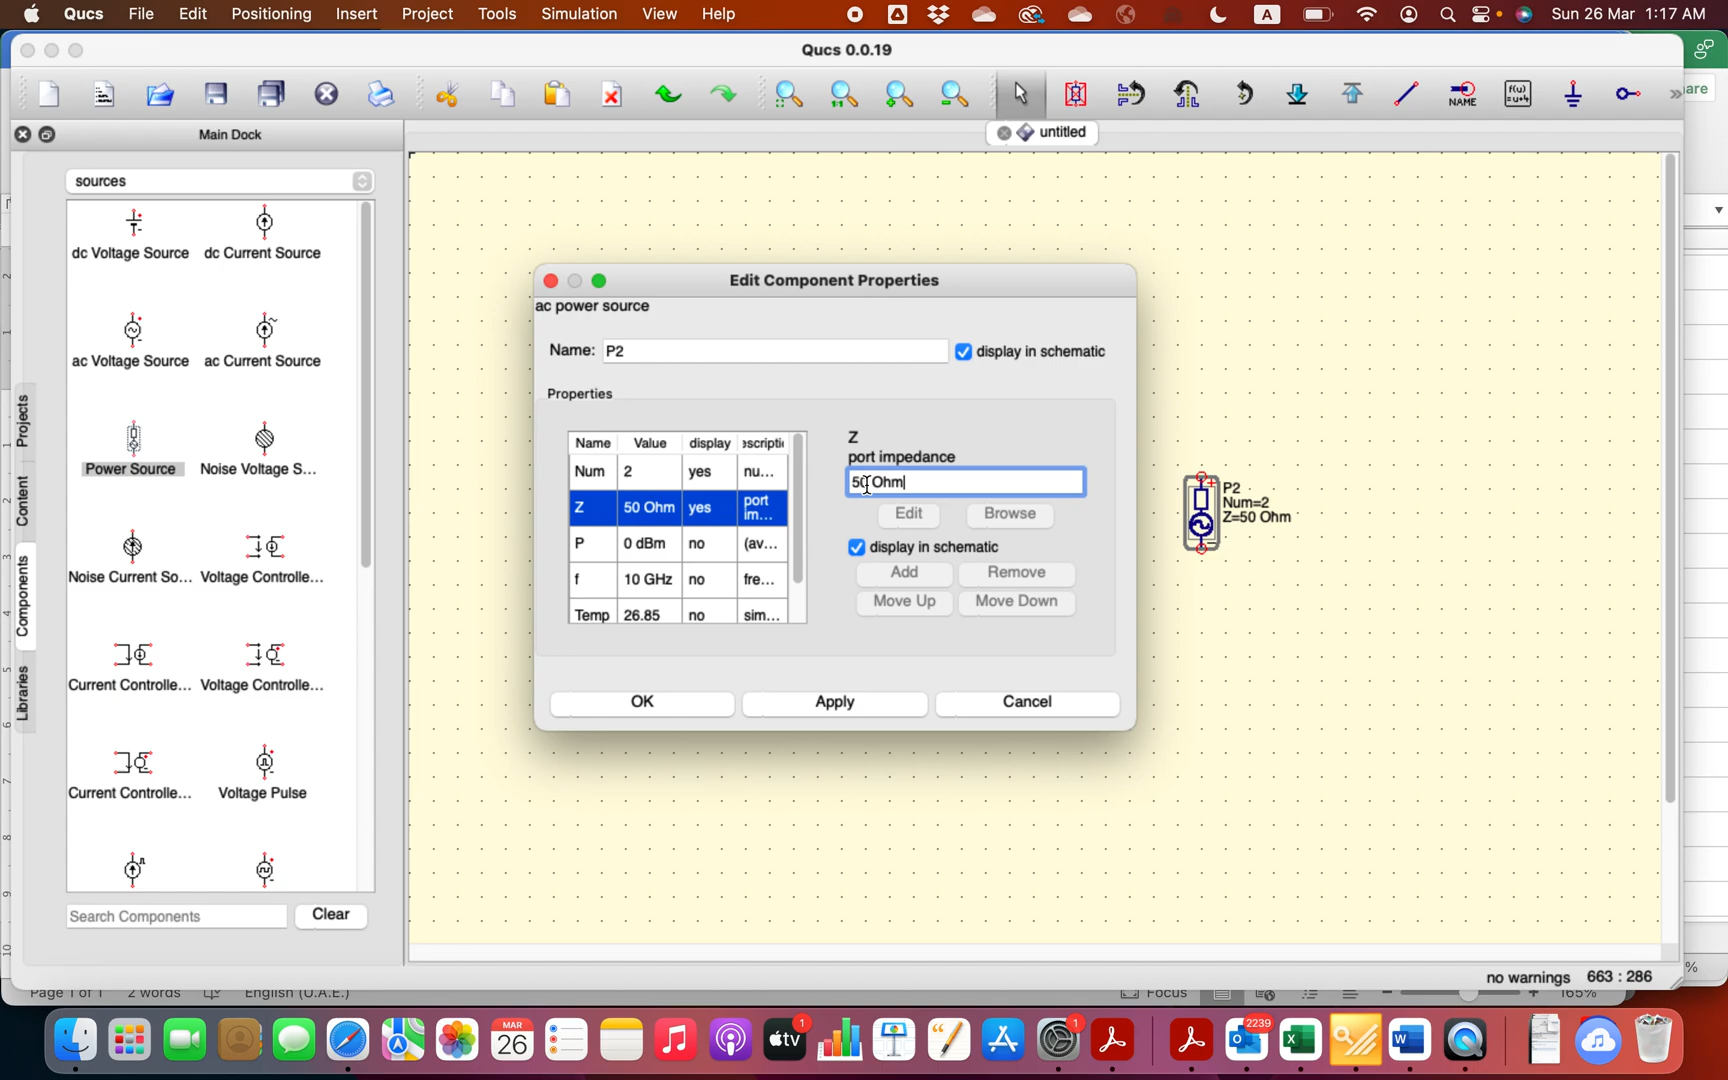 Qucs File Edit Positioning Insert Project Tools Simulation View Help A Sun 26 Mar 1:17 AM
Qucs 0.0.19
NAME
Main Dock
untitled
sources
dc Voltage Source dc Current Source
ac Voltage Source ac Current Source
Power Source Noise Voltage S...
Noise Current So... Voltage Controlle...
Current Controlle... Voltage Controlle...
Current Controlle... Voltage Pulse
Search Components Clear
Projects
Content
Components
Libraries
Edit Component Properties
ac power source
Name: P2 display in schematic
Properties
Name Value display
Num 2 yes nu...
Z 50 Ohm yes port im...
P 0 dBm no (av...
f 10 GHz no fre...
Temp 26.85 no sim...
Z
port impedance
50 Ohm
Edit Browse
display in schematic
Add Remove
Move Up Move Down
OK Apply Cancel
P2
Num=2
Z=50 Ohm
no warnings 663 : 286
Page 1 of 1 2 words English (U.A.E.) Focus 165%
MAR
26
tv
1
1
2239